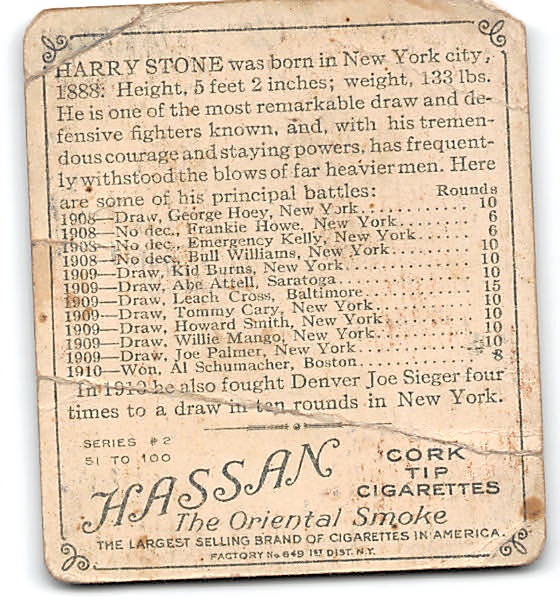 HARRY STONE was born in New York city,
1888. Height, 5 feet 2 inches; weight, 133 lbs.
He is one of the most remarkable draw and de-
fensive fighters known, and, with his tremen-
dous courage and staying powers, has frequent-
ly withstood the blows of far heavier men. Here
are some of his principal battles: Rounds
1908—Draw, George Hoey, New York........ 10
1908—No dec., Frankie Howe, New York....... 6
1908—No dec., Emergency Kelly, New York.... 6
1908—No dec., Bull Williams, New York........ 10
1909—Draw, Kid Burns, New York............ 10
1909—Draw, Abe Attell, Saratoga............ 10
1909—Draw, Leach Cross, Baltimore.......... 15
1909—Draw, Tommy Cary, New York........ 10
1909—Draw, Howard Smith, New York........ 10
1909—Draw, Willie Mango, New York........ 10
1909—Draw, Joe Palmer, New York.......... 10
1910—Won, Al Schumacher, Boston.......... 8
In 1910 he also fought Denver Joe Sieger four
times to a draw in ten rounds in New York.
SERIES #2
51 TO 100
HASSAN
CORK
TIP
CIGARETTES
The Oriental Smoke
THE LARGEST SELLING BRAND OF CIGARETTES IN AMERICA.
FACTORY No. 649 1ST DIST. N.Y.